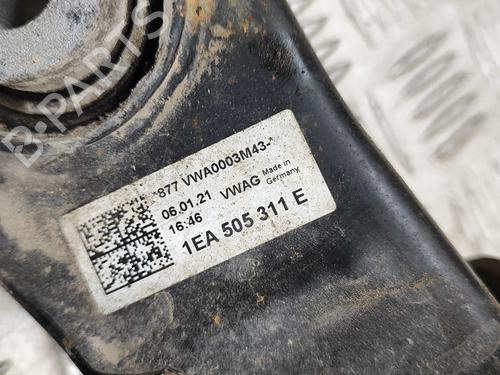 B-PARTS
*877 VWA0003M43-*
06.01.21 VWAG Made in Germany
16:46
1EA 505 311 E